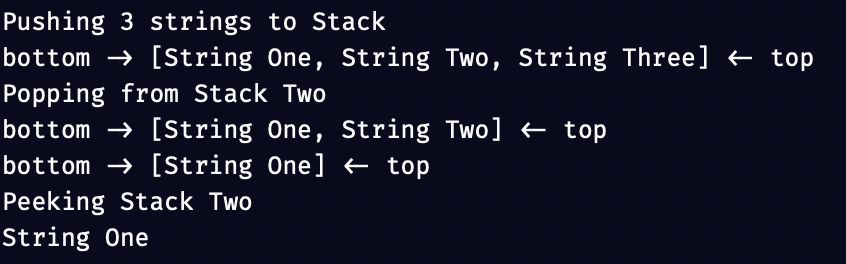 Pushing 3 strings to Stack
bottom -> [String One, String Two, String Three] <- top
Popping from Stack Two
bottom -> [String One, String Two] <- top
bottom -> [String One] <- top
Peeking Stack Two
String One